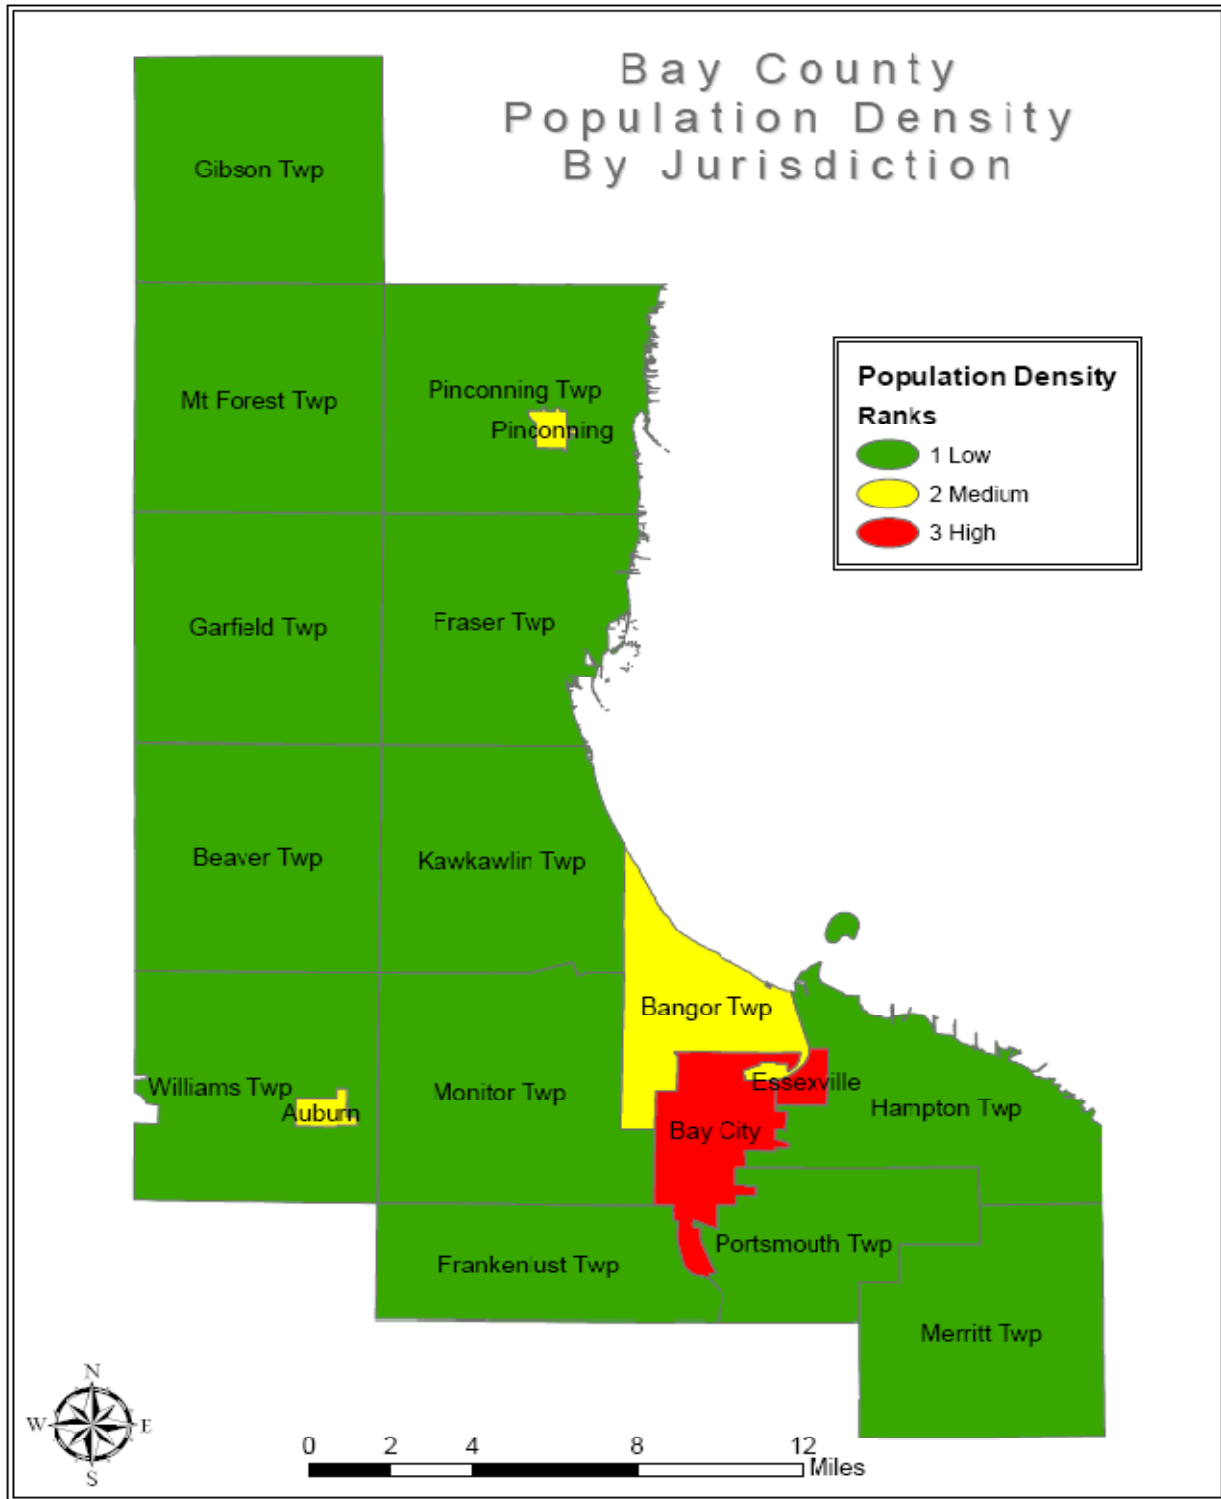 Bay County
Population Density
By Jurisdiction
Gibson Twp
Mt Forest Twp
Pinconning Twp
Pinconning
Population Density
Ranks
1 Low
2 Medium
3 High
Garfield Twp
Fraser Twp
Beaver Twp
Kawkawlin Twp
Bangor Twp
Williams Twp
Auburn
Monitor Twp
Essexville
Hampton Twp
Bay City
Frankenlust Twp
Portsmouth Twp
Merritt Twp
N
W E
S
0 2 4 8 12
Miles